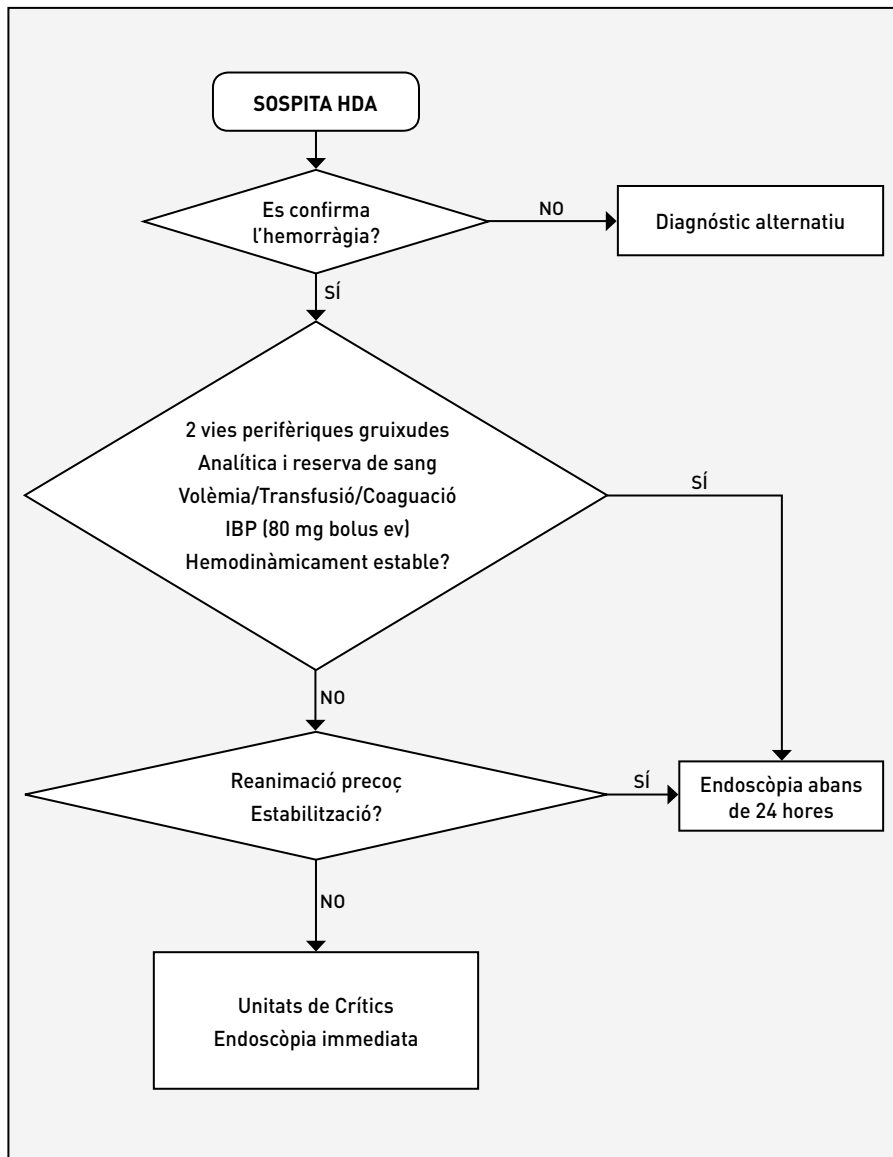 SOSPITA HDA
Es confirma
l'hemorràgia?
NO
Diagnóstic alternatiu
SÍ
2 vies perifèriques gruixudes
Analítica i reserva de sang
Volèmia/Transfusió/Coaguació
IBP (80 mg bolus ev)
Hemodinàmicament estable?
SÍ
NO
Reanimació precoç
Estabilització?
SÍ
Endoscòpia abans
de 24 hores
NO
Unitats de Crítics
Endoscòpia immediata